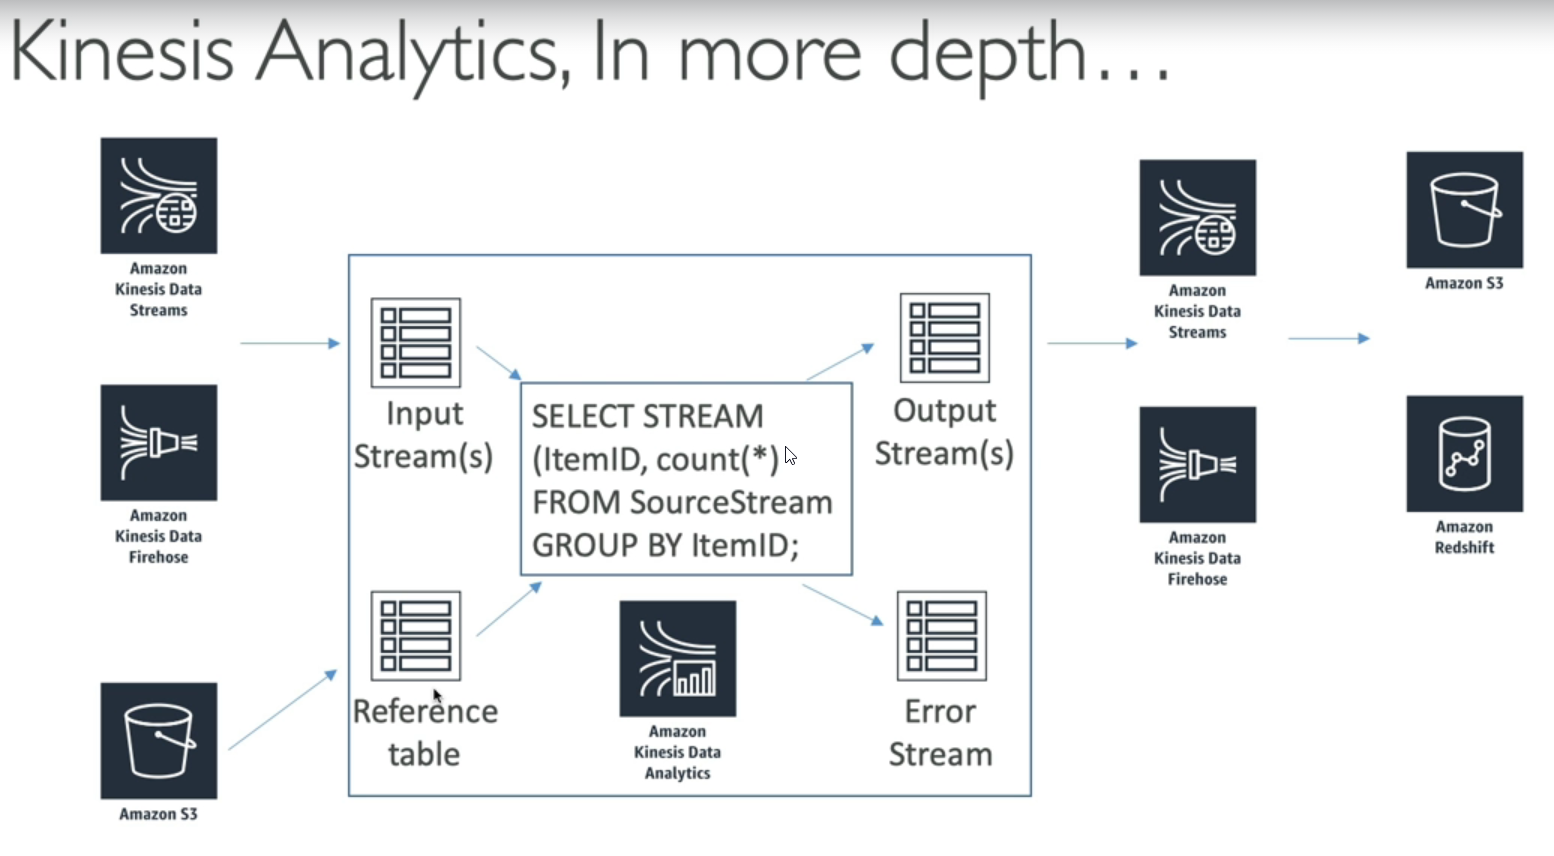 Kinesis Analytics, In more depth…
Amazon
Kinesis Data
Streams
Amazon
Kinesis Data
Firehose
Amazon S3
Input
Stream(s)
Reference
table
SELECT STREAM
(ItemID, count(*)
FROM SourceStream
GROUP BY ItemID;
Amazon
Kinesis Data
Analytics
Output
Stream(s)
Error
Stream
Amazon
Kinesis Data
Streams
Amazon
Kinesis Data
Firehose
Amazon S3
Amazon
Redshift